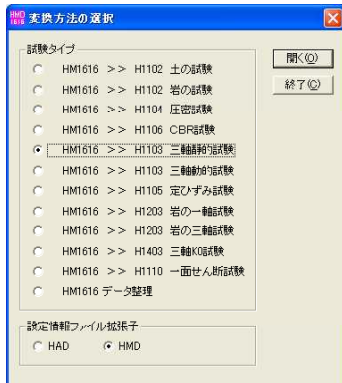 HMD 1616 変換方法の選択
試験タイプ
HM1616 >> H1102 土の試験
HM1616 >> H1102 岩の試験
HM1616 >> H1104 圧密試験
HM1616 >> H1106 CBR試験
HM1616 >> H1103 三軸静的試験
HM1616 >> H1103 三軸動的試験
HM1616 >> H1105 定ひずみ試験
HM1616 >> H1203 岩の一軸試験
HM1616 >> H1203 岩の三軸試験
HM1616 >> H1403 三軸K0試験
HM1616 >> H1110 一面せん断試験
HM1616 データ整理
設定情報ファイル拡張子
HAD HMD
開く(O)
終了(C)